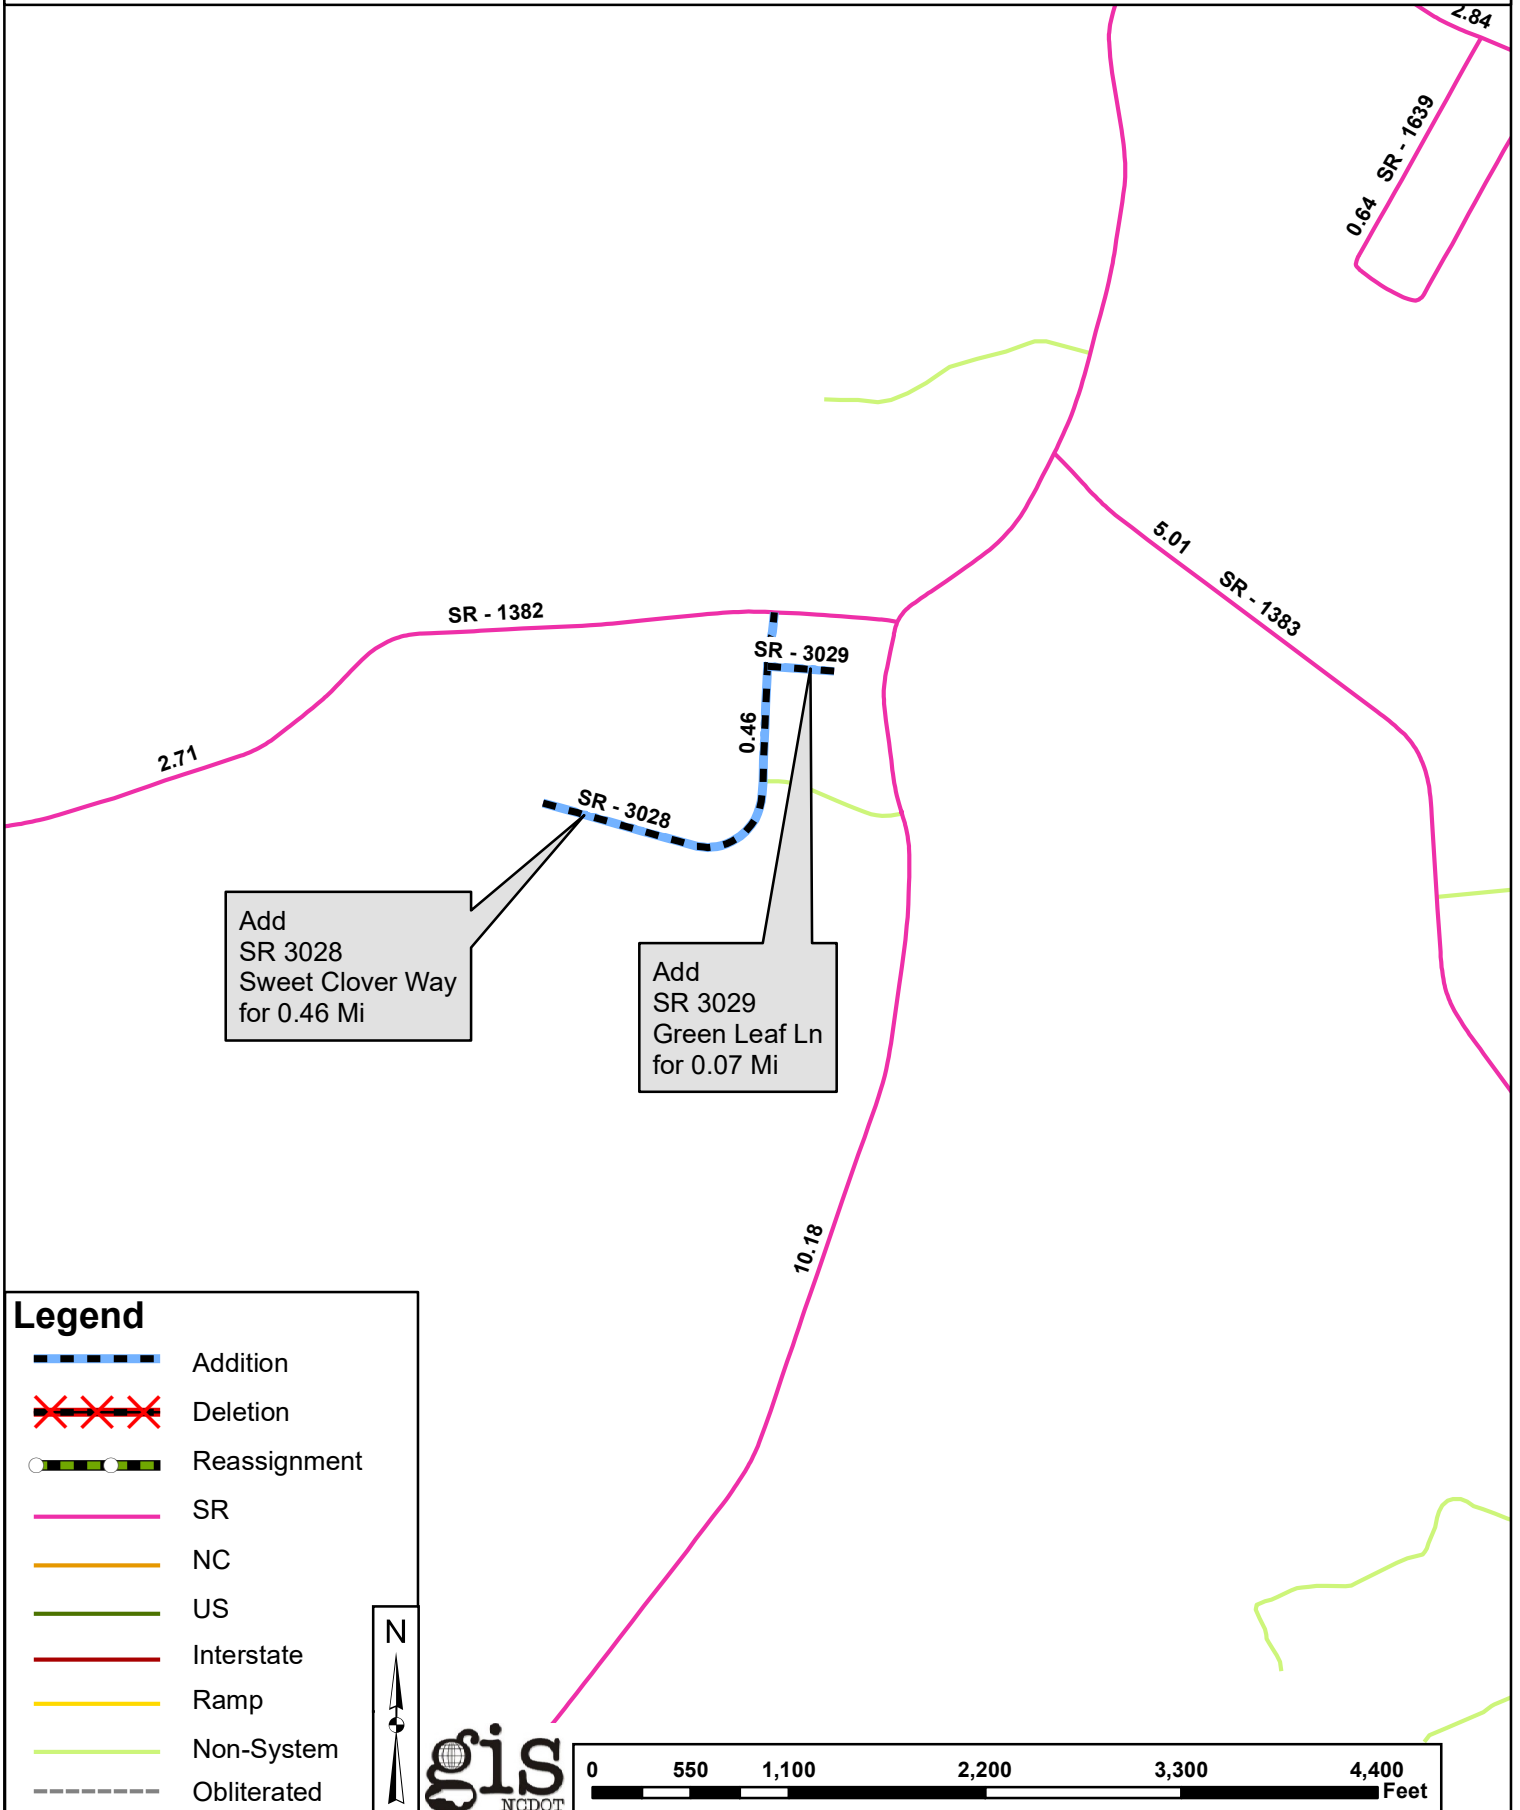 2.84
0.64 SR - 1639
5.01 SR - 1383
SR - 1382
SR - 3029
0.46
2.71
SR - 3028
Add
SR 3028
Sweet Clover Way
for 0.46 Mi
Add
SR 3029
Green Leaf Ln
for 0.07 Mi
10.18
Legend
Addition
Deletion
Reassignment
SR
NC
US
Interstate
Ramp
Non-System
Obliterated
N
gis
NCDOT
0 550 1,100 2,200 3,300 4,400
Feet